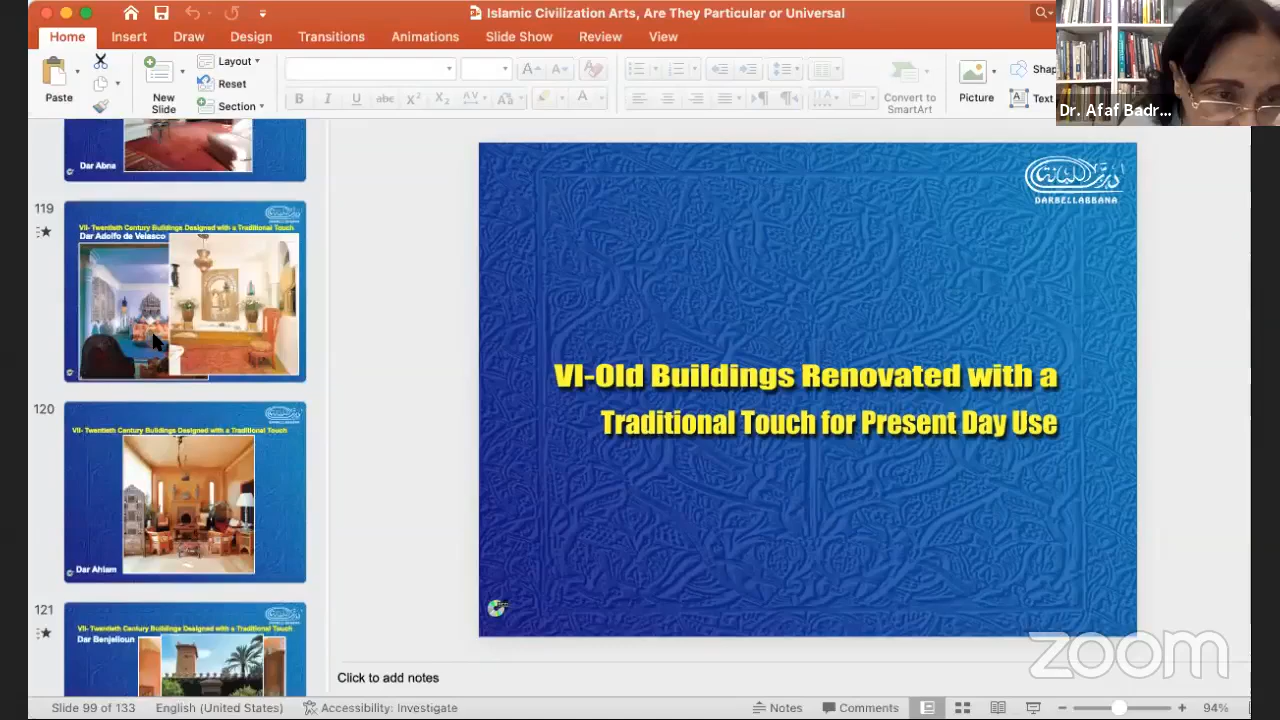 Islamic Civilization Arts, Are They Particular or Universal
Home Insert Draw Design Transitions Animations Slide Show Review View
Paste
New Slide
Layout
Reset
Section
Convert to SmartArt
Picture
Shap
Text
Dr. Afaf Badr...
Dar Abna
119
VII- Twentieth Century Buildings Designed with a Traditional Touch
Dar Adolfo de Velasco
120
VII- Twentieth Century Buildings Designed with a Traditional Touch
Dar Ahlam
121
VII- Twentieth Century Buildings Designed with a Traditional Touch
Dar Benjelloun
DARBELLABBANA
VI-Old Buildings Renovated with a
Traditional Touch for Present Day Use
zoom
Click to add notes
Slide 99 of 133 English (United States) Accessibility: Investigate Notes Comments 94%